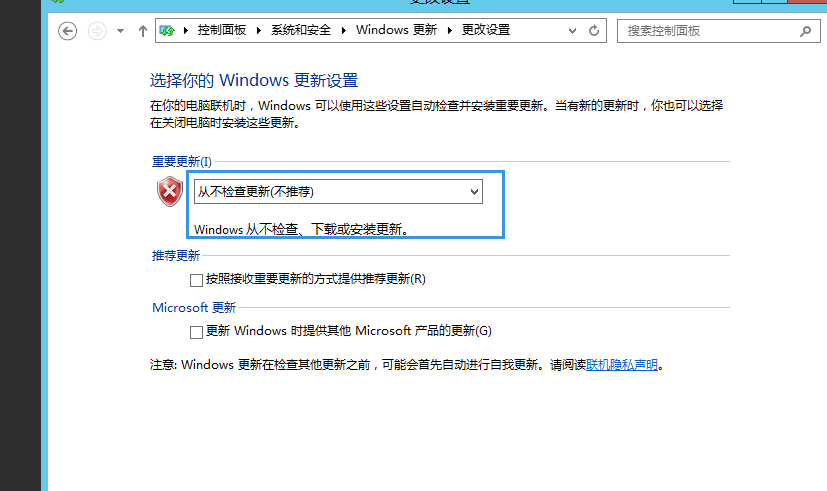 更改设置
控制面板 系统和安全 Windows 更新 更改设置
搜索控制面板
选择你的 Windows 更新设置
在你的电脑联机时，Windows 可以使用这些设置自动检查并安装重要更新。当有新的更新时，你也可以选择
在关闭电脑时安装这些更新。
重要更新(I)
从不检查更新(不推荐)
Windows 从不检查、下载或安装更新。
推荐更新
按照接收重要更新的方式提供推荐更新(R)
Microsoft 更新
更新 Windows 时提供其他 Microsoft 产品的更新(G)
注意: Windows 更新在检查其他更新之前，可能会首先自动进行自我更新。请阅读联机隐私声明。